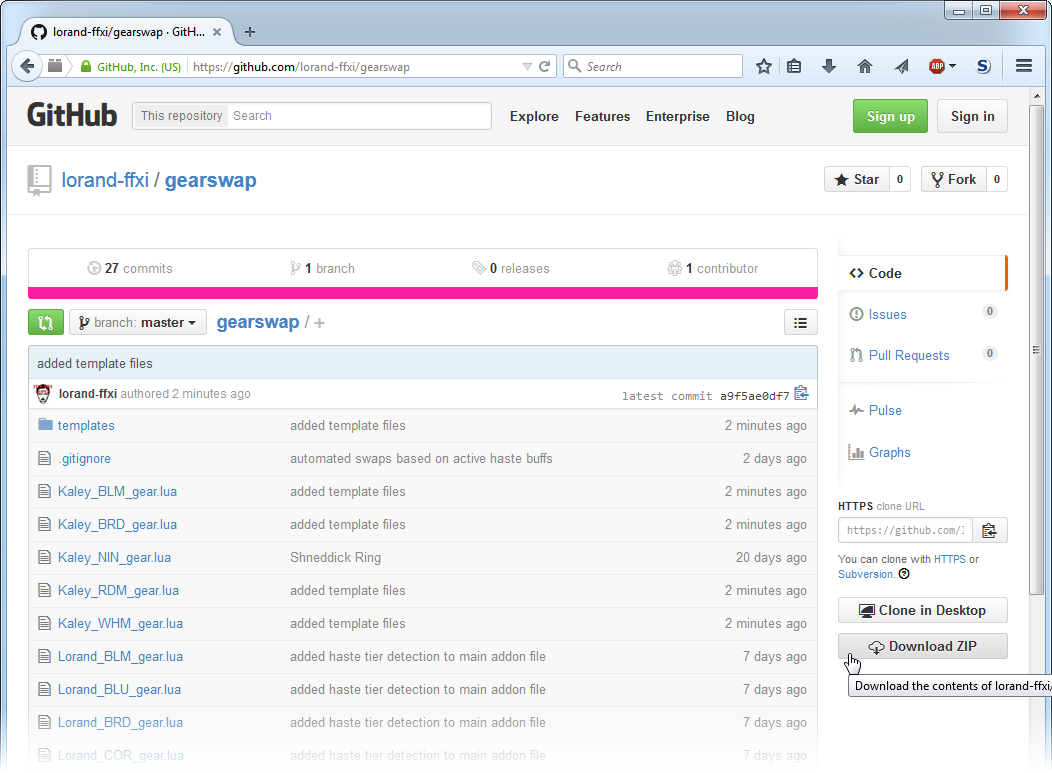 lorand-ffxi/gearswap · GitH...
GitHub, Inc. (US) https://github.com/lorand-ffxi/gearswap Search ABP S
GitHub This repository Search Explore Features Enterprise Blog Sign up Sign in
lorand-ffxi / gearswap Star 0 Fork 0
27 commits 1 branch 0 releases 1 contributor
branch: master gearswap / +
added template files
lorand-ffxi authored 2 minutes ago latest commit a9f5ae0df7
templates added template files 2 minutes ago
.gitignore automated swaps based on active haste buffs 2 days ago
Kaley_BLM_gear.lua added template files 2 minutes ago
Kaley_BRD_gear.lua added template files 2 minutes ago
Kaley_NIN_gear.lua Shneddick Ring 20 days ago
Kaley_RDM_gear.lua added template files 2 minutes ago
Kaley_WHM_gear.lua added template files 2 minutes ago
Lorand_BLM_gear.lua added haste tier detection to main addon file 7 days ago
Lorand_BLU_gear.lua added haste tier detection to main addon file 7 days ago
Lorand_BRD_gear.lua added haste tier detection to main addon file 7 days ago
Lorand_COR_gear.lua added haste tier detection to main addon file 7 days ago
Code
Issues 0
Pull Requests 0
Pulse
Graphs
HTTPS clone URL
https://github.com/
You can clone with HTTPS or
Subversion.
Clone in Desktop
Download ZIP
Download the contents of lorand-ffxi/